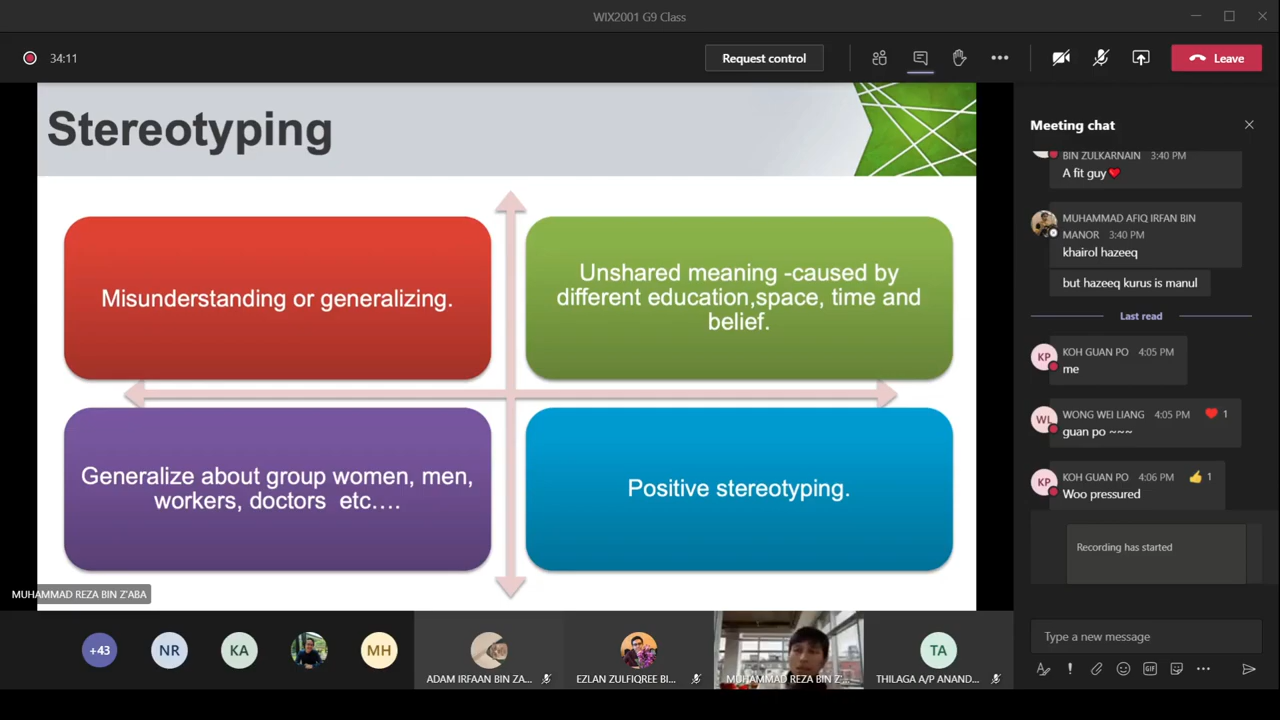 WIX2001 G9 Class
34:11
Request control
Leave
Stereotyping
Misunderstanding or generalizing.
Unshared meaning -caused by
different education,space, time and
belief.
Generalize about group women, men,
workers, doctors etc....
Positive stereotyping.
MUHAMMAD REZA BIN Z'ABA
+43
NR
KA
MH
ADAM IRFAAN BIN ZA...
EZLAN ZULFIQREE BI...
MUHAMMAD REZA BIN Z'...
TA
THILAGA A/P ANAND...
Meeting chat
BIN ZULKARNAIN 3:40 PM
A fit guy❤️
MUHAMMAD AFIQ IRFAN BIN
MANOR 3:40 PM
khairol hazeeq
but hazeeq kurus is manul
Last read
KP
KOH GUAN PO 4:05 PM
me
WL
WONG WEI LIANG 4:05 PM ❤️ 1
guan po ~~~
KP
KOH GUAN PO 4:06 PM 👍 1
Woo pressured
Recording has started
Type a new message
GIF